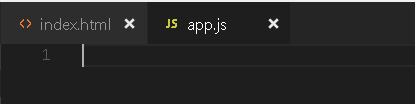 <> index.html ×
JS app.js ×
1